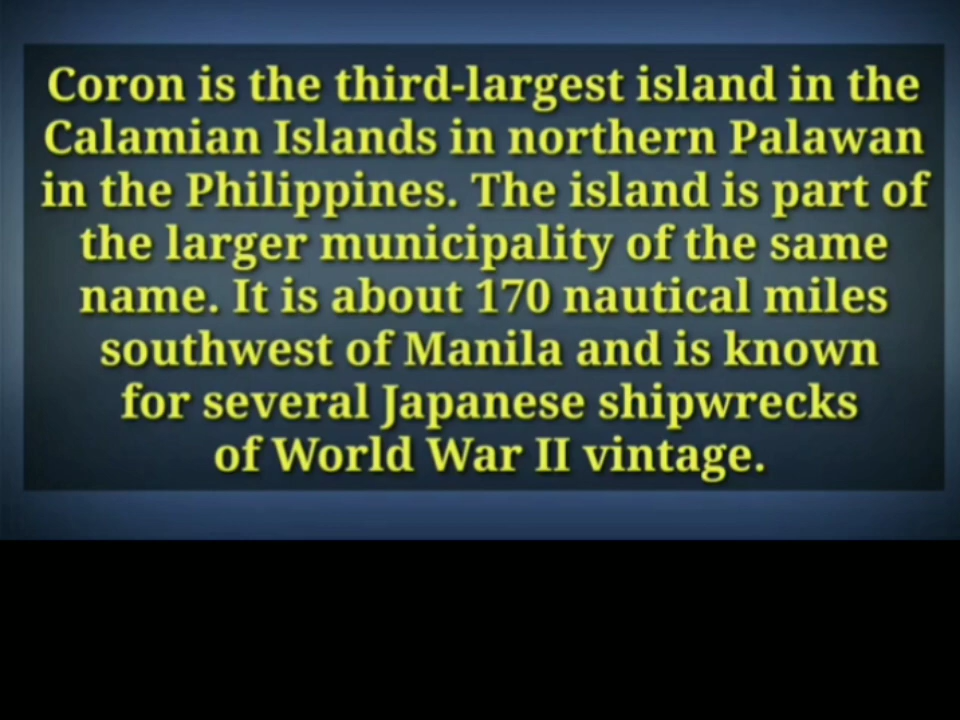 Coron is the third-largest island in the
Calamian Islands in northern Palawan
in the Philippines. The island is part of
the larger municipality of the same
name. It is about 170 nautical miles
southwest of Manila and is known
for several Japanese shipwrecks
of World War II vintage.